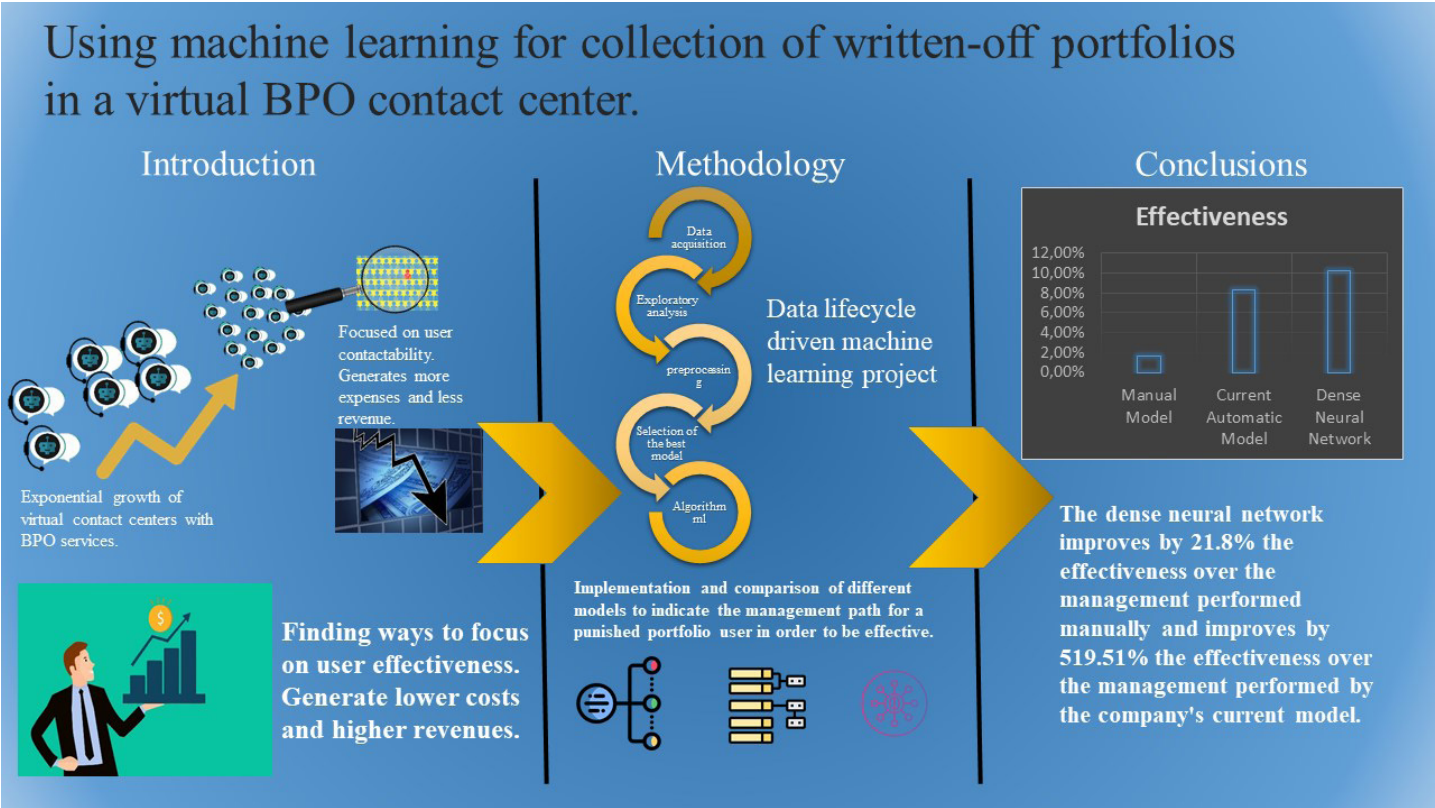 Using machine learning for collection of written-off portfolios
in a virtual BPO contact center.
Introduction
Focused on user
contactability.
Generates more
expenses and less
revenue.
Exponential growth of
virtual contact centers with
BPO services.
Finding ways to focus
on user effectiveness.
Generate lower costs
and higher revenues.
Methodology
Data
acquisition
Exploratory
analysis
preprocessin
g
Selection of
the best
model
Algorithm
ml
Data lifecycle
driven machine
learning project
Implementation and comparison of different
models to indicate the management path for a
punished portfolio user in order to be effective.
Conclusions
Effectiveness
12,00%
10,00%
8,00%
6,00%
4,00%
2,00%
0,00%
Manual
Model
Current
Automatic
Model
Dense
Neural
Network
The dense neural network
improves by 21.8% the
effectiveness over the
management performed
manually and improves by
519.51% the effectiveness over
the management performed by
the company's current model.
$